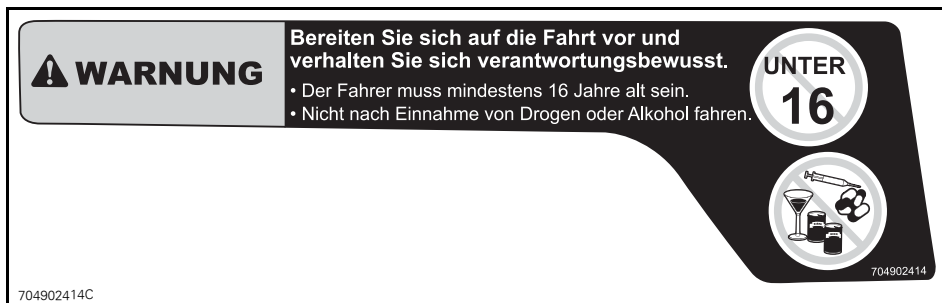 WARNUNG
Bereiten Sie sich auf die Fahrt vor und
verhalten Sie sich verantwortungsbewusst.
• Der Fahrer muss mindestens 16 Jahre alt sein.
• Nicht nach Einnahme von Drogen oder Alkohol fahren.
UNTER
16
704902414
704902414C